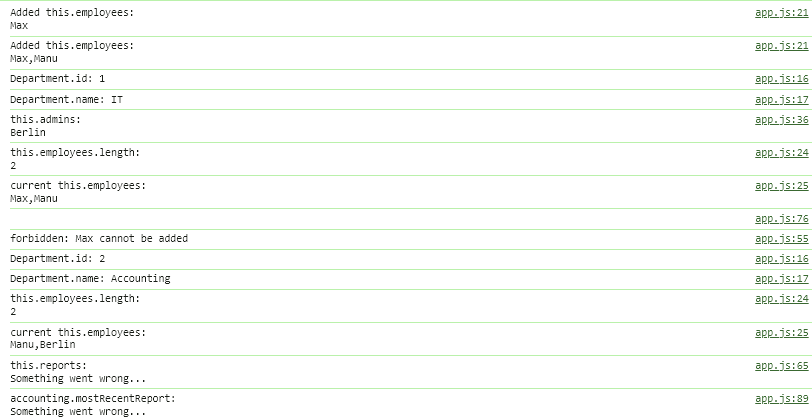 Added this.employees: app.js:21
Max
Added this.employees: app.js:21
Max,Manu
Department.id: 1 app.js:16
Department.name: IT app.js:17
this.admins: app.js:36
Berlin
this.employees.length: app.js:24
2
current this.employees: app.js:25
Max,Manu
app.js:76
forbidden: Max cannot be added app.js:55
Department.id: 2 app.js:16
Department.name: Accounting app.js:17
this.employees.length: app.js:24
2
current this.employees: app.js:25
Manu,Berlin
this.reports: app.js:65
Something went wrong...
accounting.mostRecentReport: app.js:89
Something went wrong...